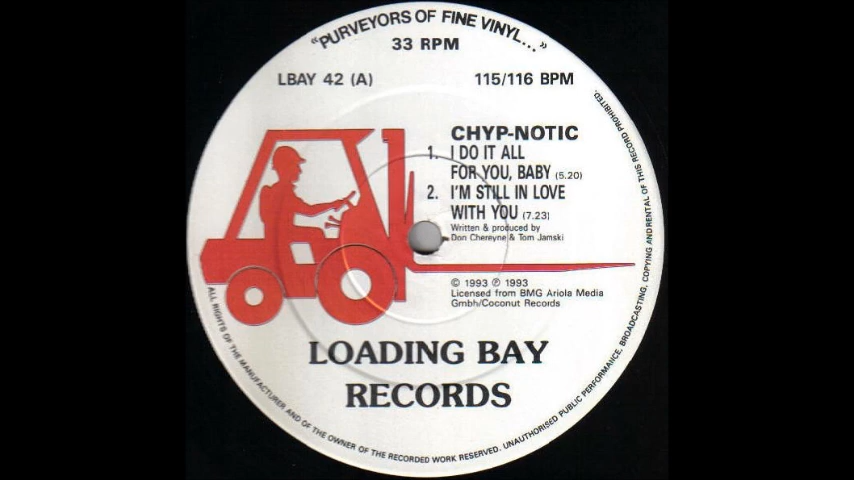 “PURVEYORS OF FINE VINYL...”
33 RPM
LBAY 42 (A)
115/116 BPM
CHYP-NOTIC
1. I DO IT ALL
FOR YOU, BABY (5.20)
2. I'M STILL IN LOVE
WITH YOU (7.23)
Written & produced by
Don Chereyne & Tom Jamski
© 1993 ℗ 1993
Licensed from BMG Ariola Media
Gmbh/Coconut Records
LOADING BAY
RECORDS
ALL RIGHTS OF THE MANUFACTURER AND OF THE OWNER OF THE RECORDED WORK RESERVED. UNAUTHORISED PUBLIC PERFORMANCE, BROADCASTING, COPYING ANDRENTAL OF THIS RECORD PROHIBITED.